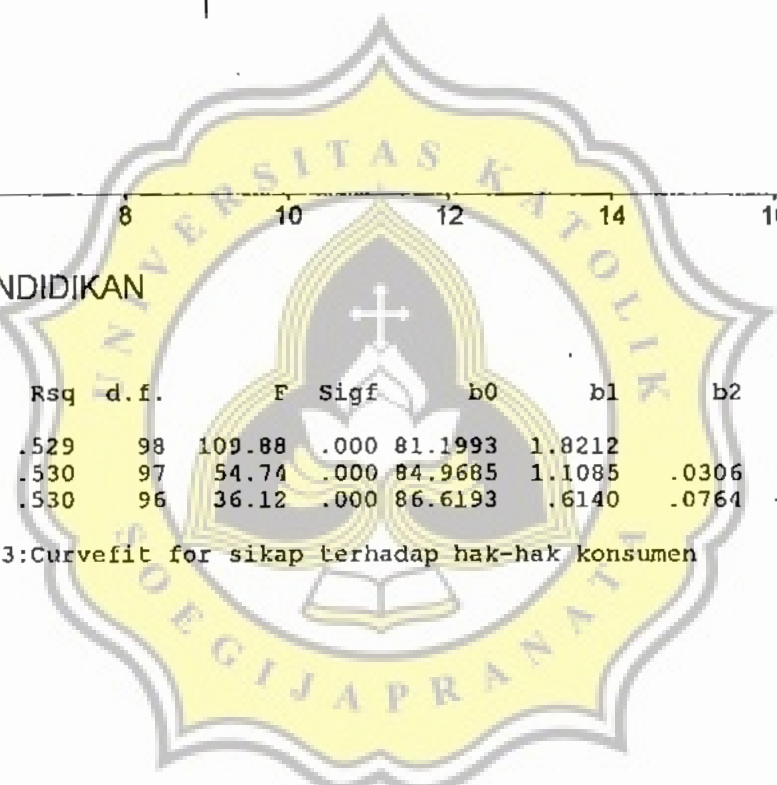 8 10 12 14
NDIDIKAN
Rsq d.f. F Sigf b0 b1 b2
.529 98 109.88 .000 81.1993 1.8212
.530 97 54.74 .000 84.9685 1.1085 .0306
.530 96 36.12 .000 86.6193 .6140 .0764
3:Curvefit for sikap terhadap hak-hak konsumen
UNIVERSITAS KATOLIK
SOEGIJAPRANATA